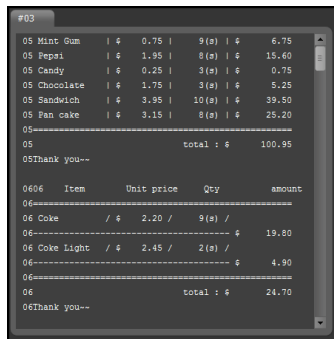 #03
05 Mint Gum | $ 0.75 | 9(s) | $ 6.75
05 Pepsi | $ 1.95 | 8(s) | $ 15.60
05 Candy | $ 0.25 | 3(s) | $ 0.75
05 Chocolate | $ 1.75 | 3(s) | $ 5.25
05 Sandwich | $ 3.95 | 10(s) | $ 39.50
05 Pan cake | $ 3.15 | 8(s) | $ 25.20
05==================================================
05 total : $ 100.95
05Thank you~~
0606 Item Unit price Qty amount
06==================================================
06 Coke / $ 2.20 / 9(s) /
06-------------------------------------- $ 19.80
06 Coke Light / $ 2.45 / 2(s) /
06-------------------------------------- $ 4.90
06==================================================
06 total : $ 24.70
06Thank you~~